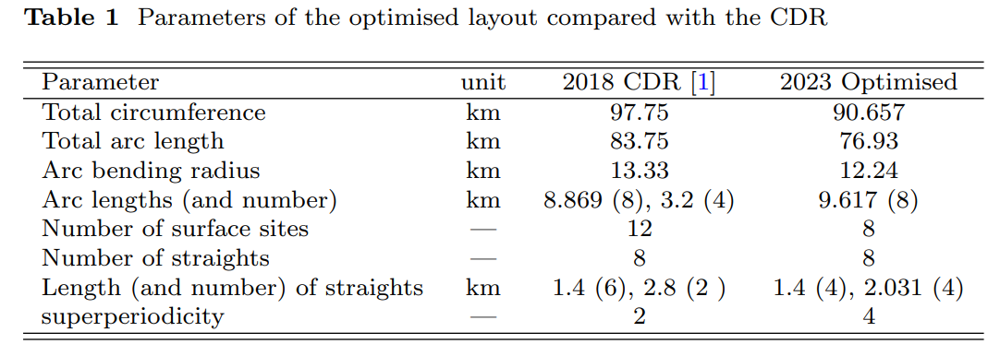 Table 1 Parameters of the optimised layout compared with the CDR
Parameter unit 2018 CDR [1] 2023 Optimised
Total circumference km 97.75 90.657
Total arc length km 83.75 76.93
Arc bending radius km 13.33 12.24
Arc lengths (and number) km 8.869 (8), 3.2 (4) 9.617 (8)
Number of surface sites — 12 8
Number of straights — 8 8
Length (and number) of straights km 1.4 (6), 2.8 (2 ) 1.4 (4), 2.031 (4)
superperiodicity — 2 4